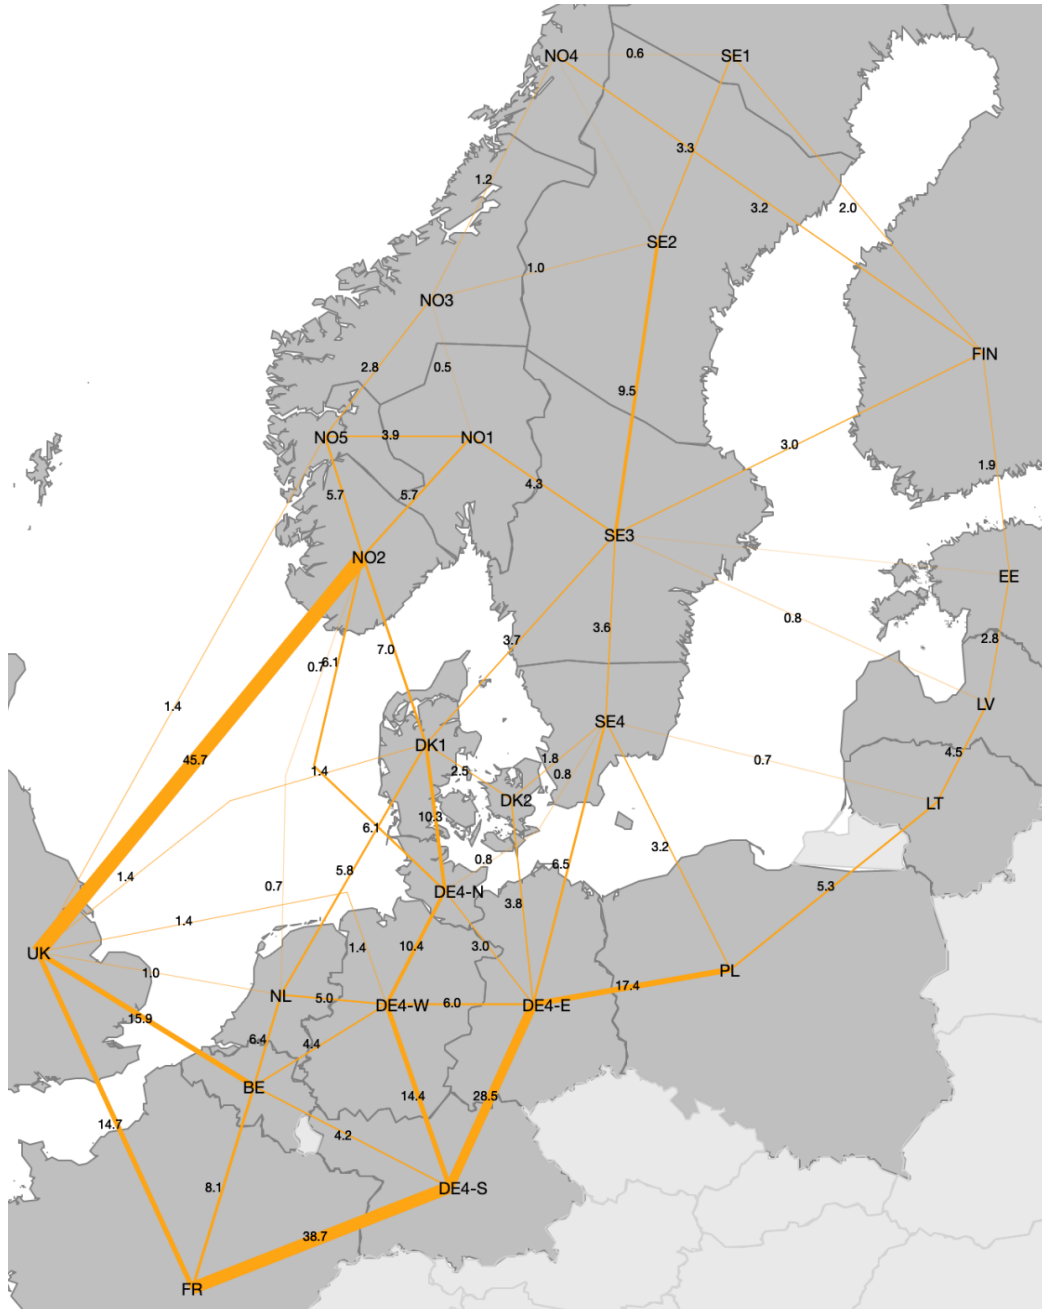 NO4
0.6
SE1
3.3
1.2
3.2
2.0
SE2
1.0
NO3
FIN
2.8
0.5
9.5
NO5
3.9
NO1
3.0
1.9
4.3
5.7
5.7
SE3
NO2
EE
0.8
3.6
2.8
3.7
7.0
0.7
6.1
1.4
LV
SE4
DK1
4.5
45.7
1.8
0.7
1.4
2.5
0.8
DK2
LT
10.3
6.1
0.8
6.5
3.2
5.8
1.4
0.7
DE4-N
5.3
3.8
1.4
10.4
3.0
1.4
UK
1.0
PL
17.4
NL
5.0
DE4-W
6.0
DE4-E
15.9
6.4
4.4
BE
14.4
28.5
14.7
4.2
8.1
DE4-S
38.7
FR